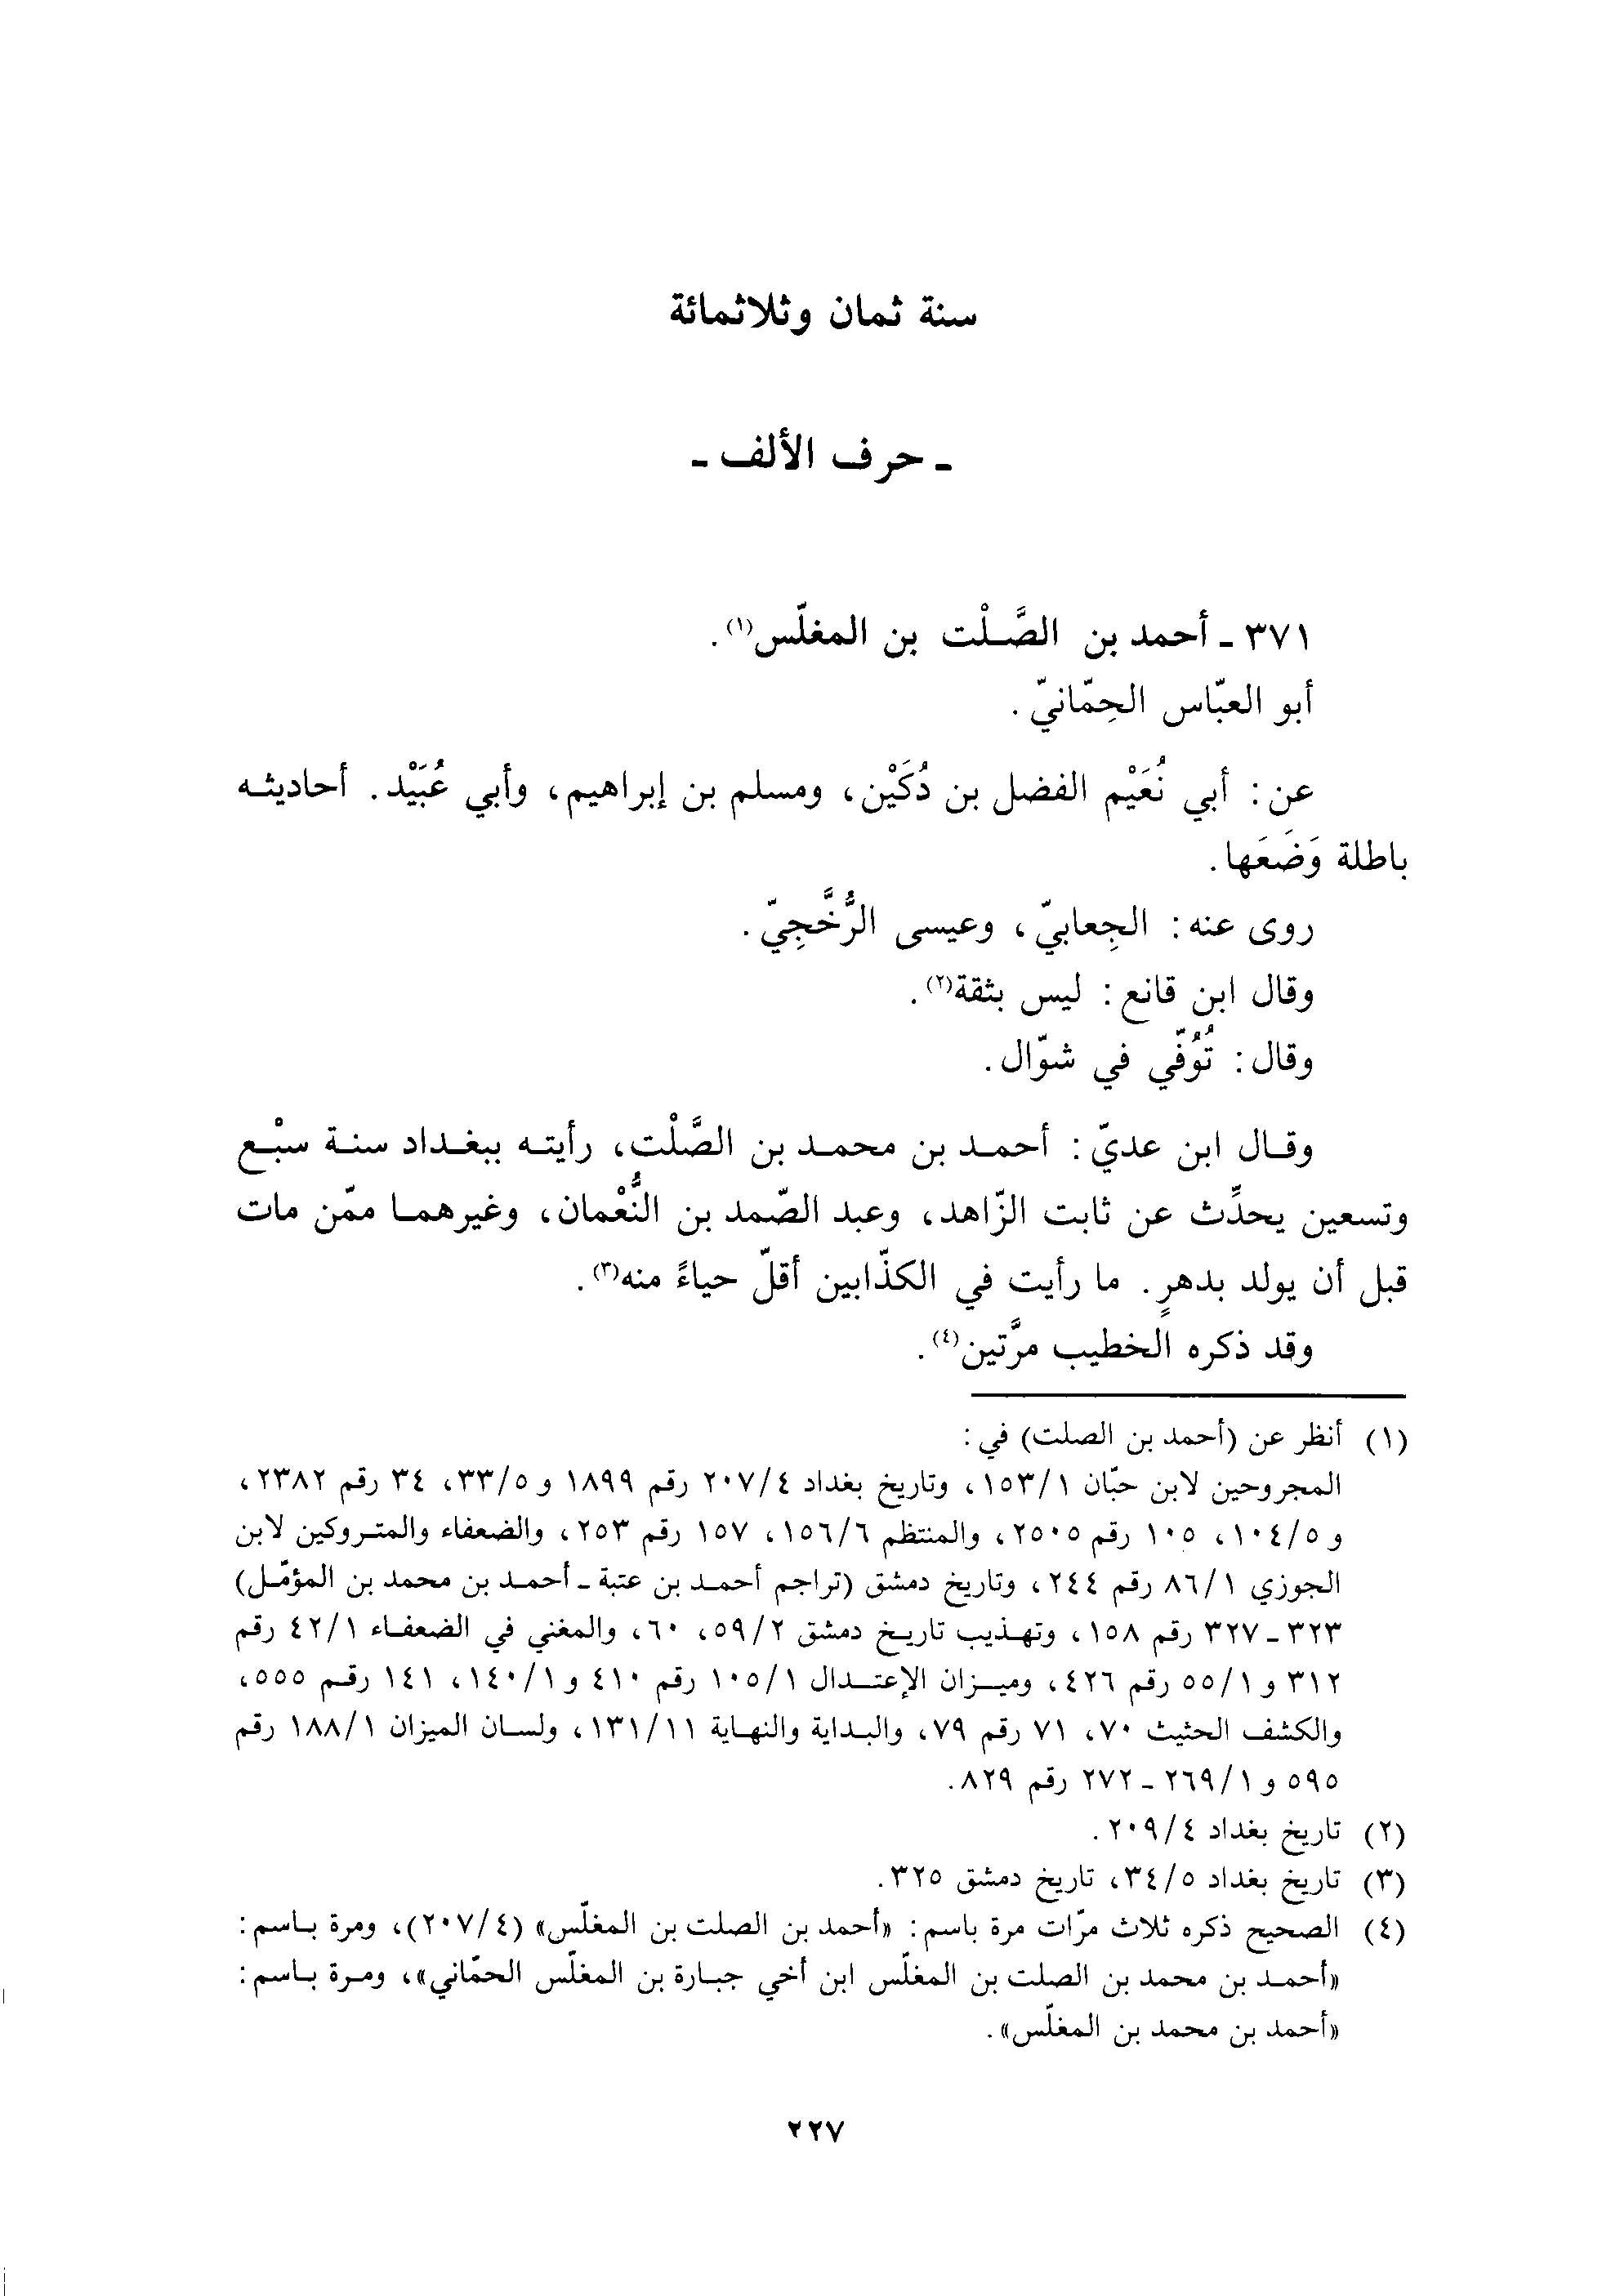 سنة ثمان وثلاثمائة
ـ حرف الألف ـ
٣٧١ ـ أحمد بن الصَّلْت بن المغلّس(١).
أبو العبّاس الحِمّانيّ.
عن: أبي نُعَيْم الفضل بن دُكَيْن، ومسلم بن إبراهيم، وأبي عُبَيْد. أحاديثه
باطلة وَضَعَها.
روى عنه: الجِعابيّ، وعيسى الرُّخَّجِيّ.
وقال ابن قانع: ليس بثقة(٢).
وقال: تُوُفّي في شوّال.
وقال ابن عديّ: أحمد بن محمد بن الصَّلْت، رأيته ببغداد سنة سبْع
وتسعين يحدِّث عن ثابت الزّاهد، وعبد الصّمد بن النُّعْمان، وغيرهما ممّن مات
قبل أن يولد بدهرٍ. ما رأيت في الكذّابين أقلّ حياءً منه(٣).
وقد ذكره الخطيب مرَّتين(٤).
(١) أنظر عن (أحمد بن الصلت) في:
المجروحين لابن حبّان ١/١٥٣، وتاريخ بغداد ٤/٢٠٧ رقم ١٨٩٩ و ٥/٣٣، ٣٤ رقم ٢٣٨٢،
و ٥/١٠٤، ١٠٥ رقم ٢٥٠٥، والمنتظم ٦/١٥٦، ١٥٧ رقم ٢٥٣، والضعفاء والمتروكين لابن
الجوزي ١/٨٦ رقم ٢٤٤، وتاريخ دمشق (تراجم أحمد بن عتبة ـ أحمد بن محمد بن المؤمّل)
٣٢٣ ـ ٣٢٧ رقم ١٥٨، وتهذيب تاريخ دمشق ٢/٥٩، ٦٠، والمغني في الضعفاء ١/٤٢ رقم
٣١٢ و ١/٥٥ رقم ٤٢٦، وميزان الإعتدال ١/١٠٥ رقم ٤١٠ و ١/١٤٠، ١٤١ رقم ٥٥٥،
والكشف الحثيث ٧٠، ٧١ رقم ٧٩، والبداية والنهاية ١١/١٣١، ولسان الميزان ١/١٨٨ رقم
٥٩٥ و ١/٢٦٩ ـ ٢٧٢ رقم ٨٢٩.
(٢) تاريخ بغداد ٤/٢٠٩.
(٣) تاريخ بغداد ٥/٣٤، تاريخ دمشق ٣٢٥.
(٤) الصحيح ذكره ثلاث مرّات مرة باسم: «أحمد بن الصلت بن المغلّس» (٤/٢٠٧)، ومرة باسم:
«أحمد بن محمد بن الصلت بن المغلّس ابن أخي جبارة بن المغلّس الحمّاني»، ومرة باسم:
«أحمد بن محمد بن المغلّس».
٢٢٧